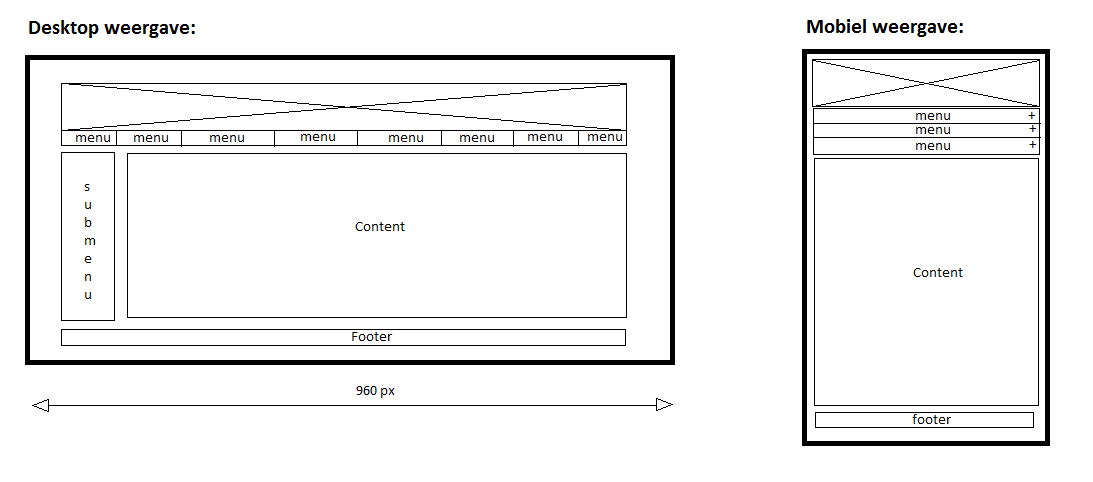 Desktop weergave:
menu menu menu menu menu menu menu menu
s
u
b
m
e
n
u
Content
Footer
960 px
Mobiel weergave:
menu +
menu +
menu +
Content
footer